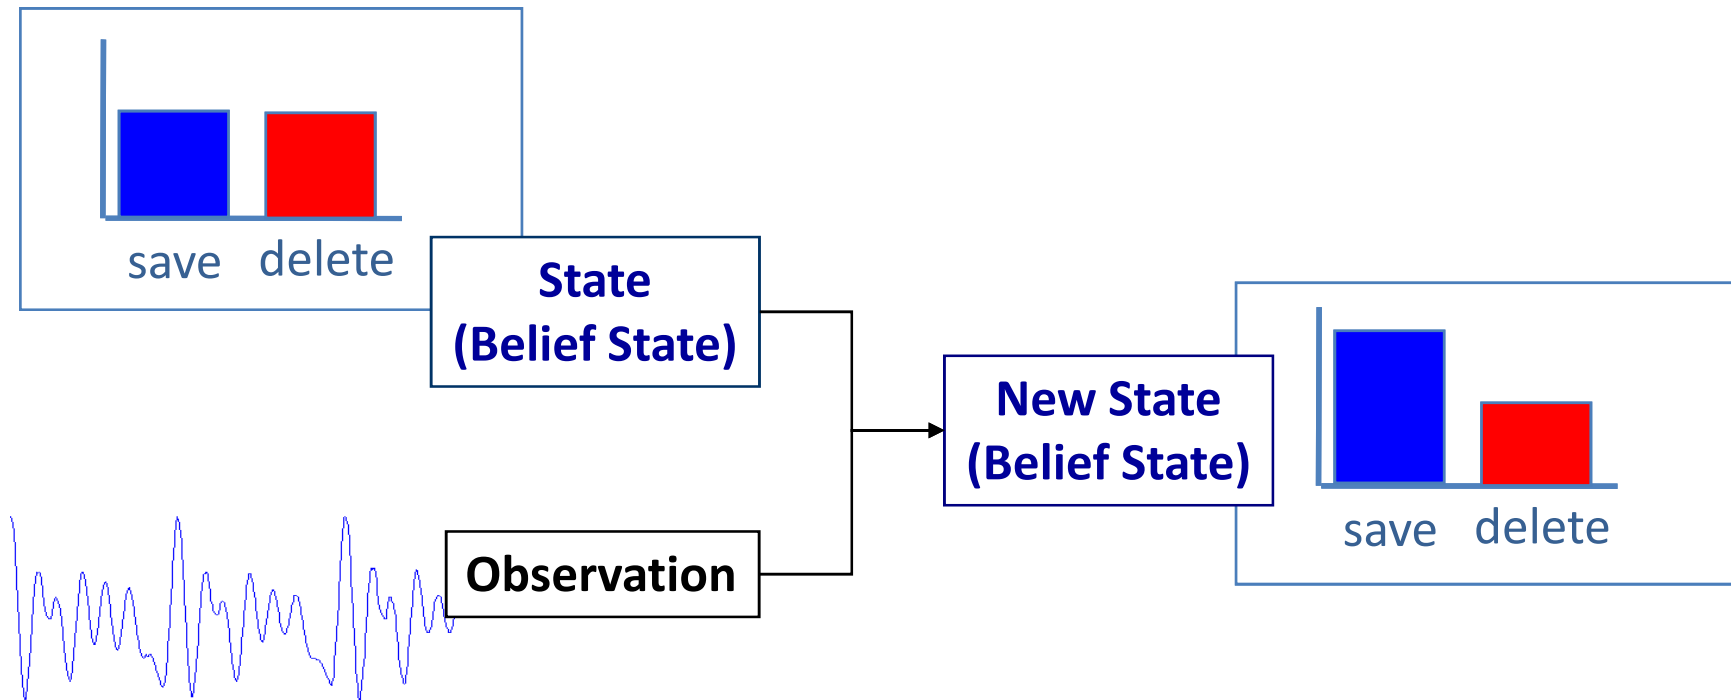 save delete
State
(Belief State)
New State
(Belief State)
save delete
Observation